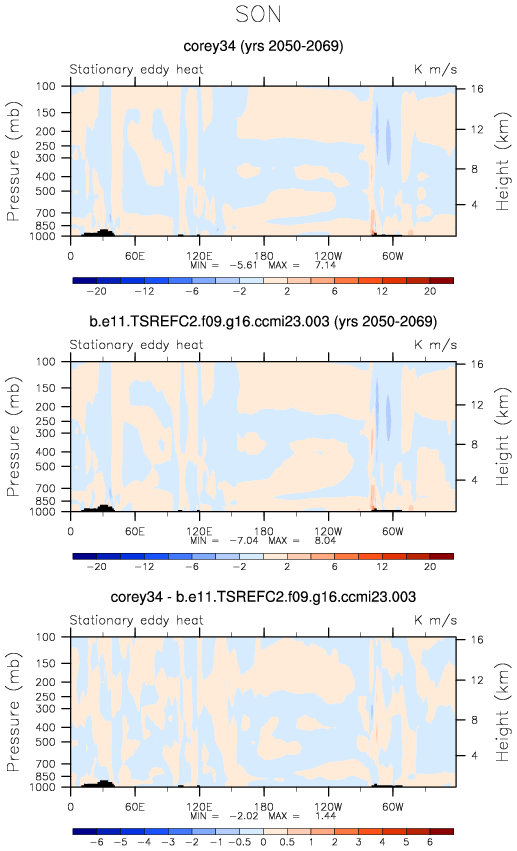 SON
corey34 (yrs 2050-2069)
Stationary eddy heat K m/s
Pressure (mb)
100
150
200
250
300
400
500
700
850
1000
Height (km)
16
12
8
4
0 60E 120E 180 120W 60W
MIN = -5.61 MAX = 7.14
-20 -12 -6 -2 2 6 12 20
b.e11.TSREFC2.f09.g16.ccmi23.003 (yrs 2050-2069)
Stationary eddy heat K m/s
Pressure (mb)
100
150
200
250
300
400
500
700
850
1000
Height (km)
16
12
8
4
0 60E 120E 180 120W 60W
MIN = -7.04 MAX = 8.04
-20 -12 -6 -2 2 6 12 20
corey34 - b.e11.TSREFC2.f09.g16.ccmi23.003
Stationary eddy heat K m/s
Pressure (mb)
100
150
200
250
300
400
500
700
850
1000
Height (km)
16
12
8
4
0 60E 120E 180 120W 60W
MIN = -2.02 MAX = 1.44
-6 -5 -4 -3 -2 -1 -0.5 0 0.5 1 2 3 4 5 6